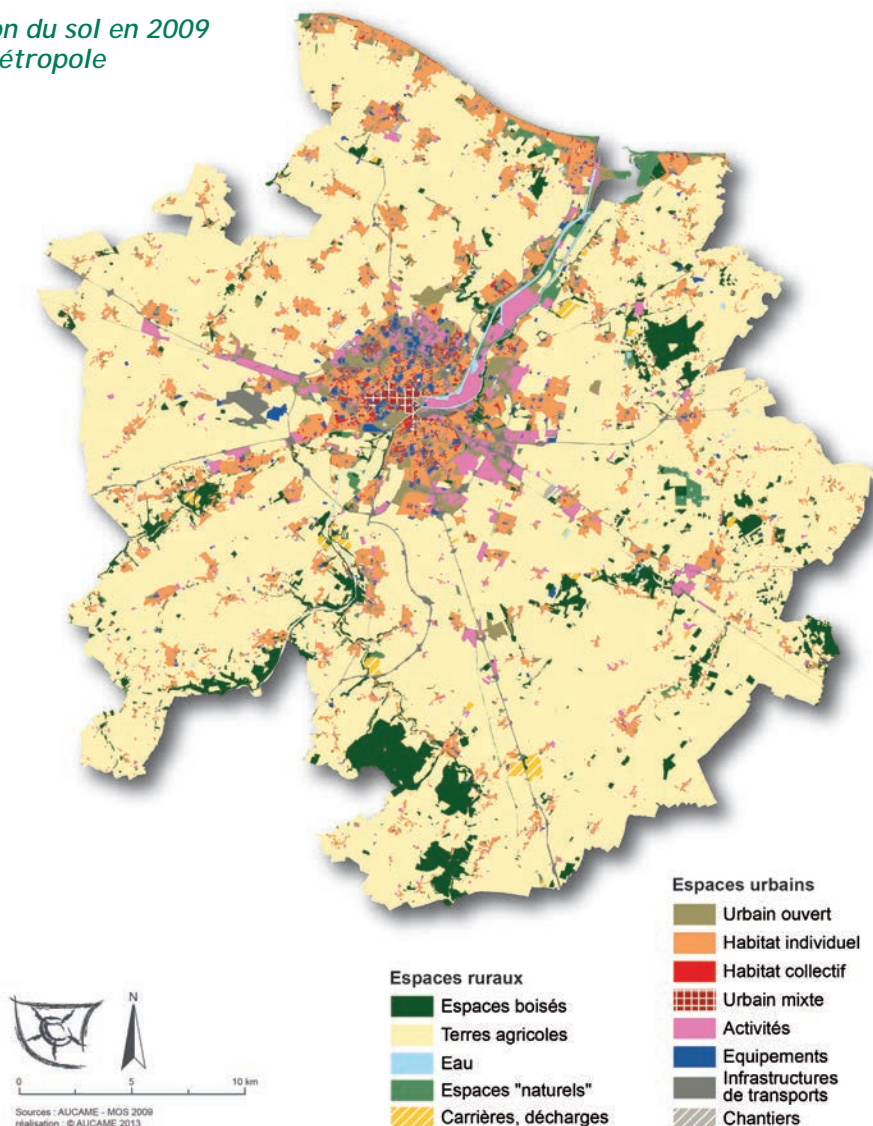 on du sol en 2009
étropole
N
0 5 10 km
Sources : AUCAME - MOS 2009
réalisation : © AUCAME 2013
Espaces ruraux
Espaces boisés
Terres agricoles
Eau
Espaces "naturels"
Carrières, décharges
Espaces urbains
Urbain ouvert
Habitat individuel
Habitat collectif
Urbain mixte
Activités
Equipements
Infrastructures
de transports
Chantiers